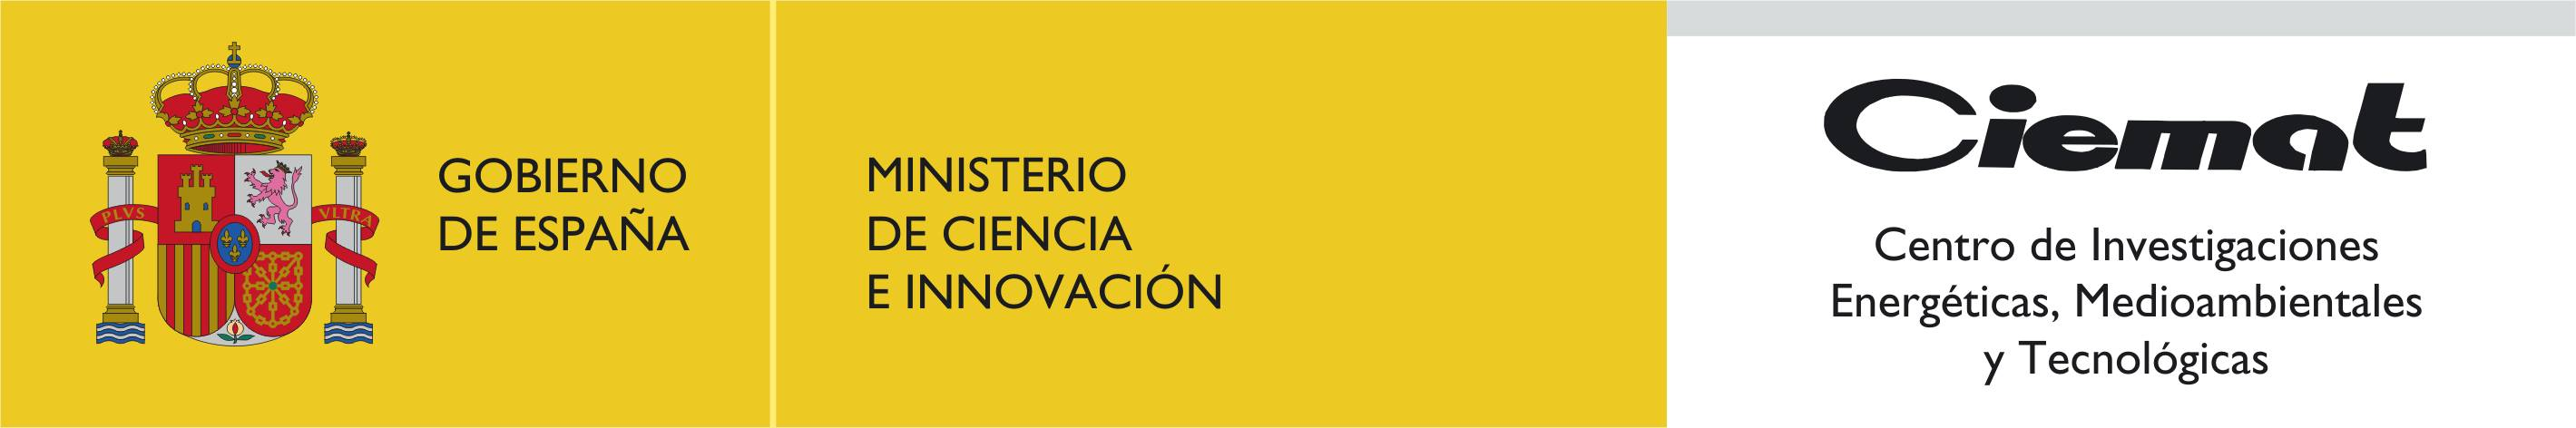 PLVS
VLTRA
GOBIERNO
DE ESPAÑA
MINISTERIO
DE CIENCIA
E INNOVACIÓN
Ciemat
Centro de Investigaciones
Energéticas, Medioambientales
y Tecnológicas